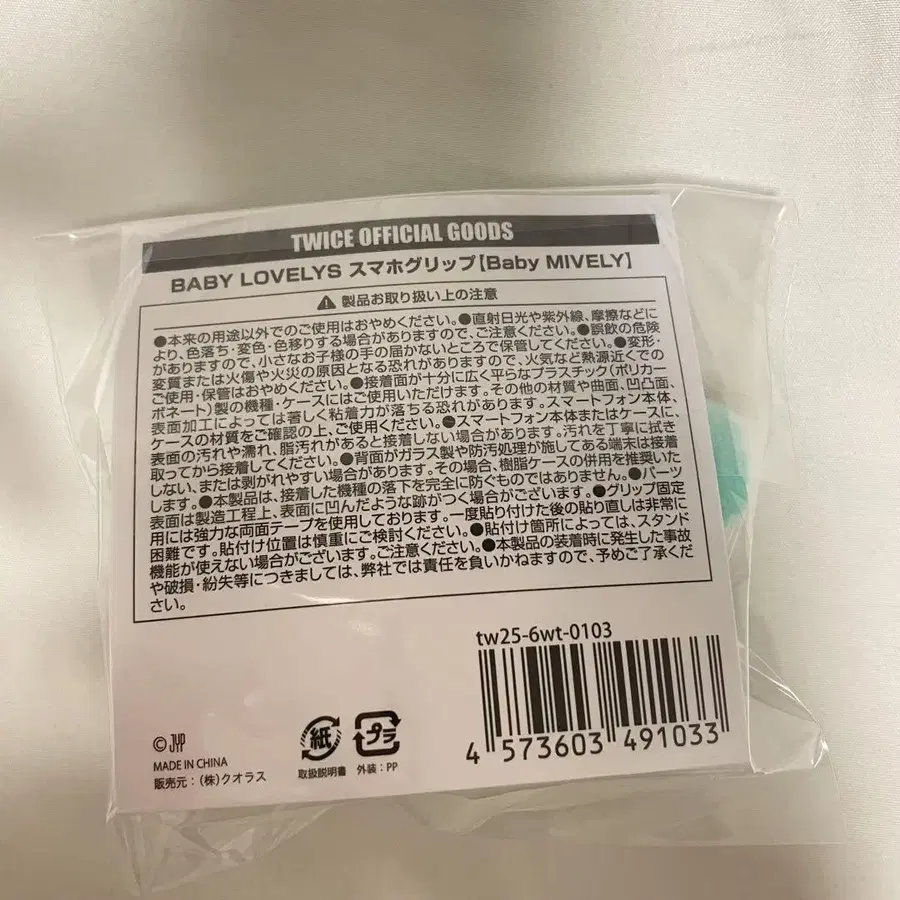 TWICE OFFICIAL GOODS
BABY LOVELYS スマホグリップ【Baby MIVELY】
⚠ 製品お取り扱い上の注意
●本来の用途以外でのご使用はおやめください。●直射日光や紫外線、摩擦などに
より、色落ち・変色・色移りする場合がありますので、ご注意ください。●誤飲の危険
がありますので、小さなお子様の手の届かないところで保管してください。●変形・
変質または火傷や火災の原因となる恐れがありますので、火気など熱源近くでの
ご使用・保管はおやめください。●接着面が十分に広く平らなプラスチック(ポリカー
ボネート)製の機種・ケースにはご使用いただけます。その他の材質や曲面、凹凸面、
表面加工によっては著しく粘着力が落ちる恐れがあります。スマートフォン本体、
ケースの材質をご確認の上、ご使用ください。●スマートフォン本体またはケースに、
表面の汚れや濡れ、脂汚れがあると接着しない場合があります。汚れを丁寧に拭き
取ってから接着してください。●背面がガラス製や防汚処理が施してある端末は接着
しない、または剥がれやすい場合があります。その場合、樹脂ケースの併用を推奨いた
します。●本製品は、接着した機種の落下を完全に防ぐものではありません。●パーツ
表面は製造工程上、表面に凹んだような跡がつく場合がございます。●グリップ固定
用には強力な両面テープを使用しております。一度貼り付けた後の貼り直しは非常に
困難です。貼付け位置は慎重にご検討ください。●貼付け箇所によっては、スタンド
機能が使えない場合がございます。ご注意ください。●本製品の装着時に発生した事故
や破損・紛失等につきましては、弊社では責任を負いかねますので、予めご了承くだ
さい。
tw25-6wt-0103
4 573603 491033
© JYP
MADE IN CHINA
販売元:(株)クオラス
紙
取扱説明書
プラ
外装:PP